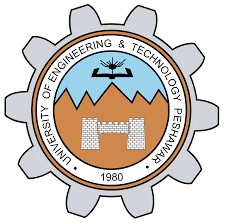 UNIVERSITY OF ENGINEERING & TECHNOLOGY PESHAWAR
1980